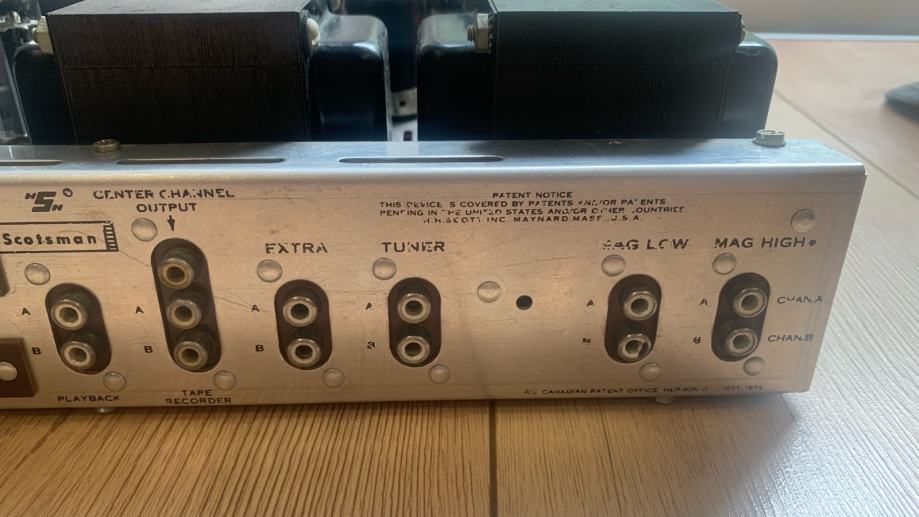 HSH
CENTER CHANNEL
OUTPUT
Scotsman
PATENT NOTICE
THIS DEVICE IS COVERED BY PATENTS AND/OR PATENTS
PENDING IN THE UNITED STATES AND/OR OTHER COUNTRIES.
H.H.SCOTT INC. MAYNARD, MASS., U.S.A.
EXTRA
TUNER
MAG LOW
MAG HIGH
A
A
A
A
A
A
CHAN.A
B
B
B
B
B
B
CHAN.B
PLAYBACK
TAPE
RECORDER
CANADIAN PATENT OFFICE